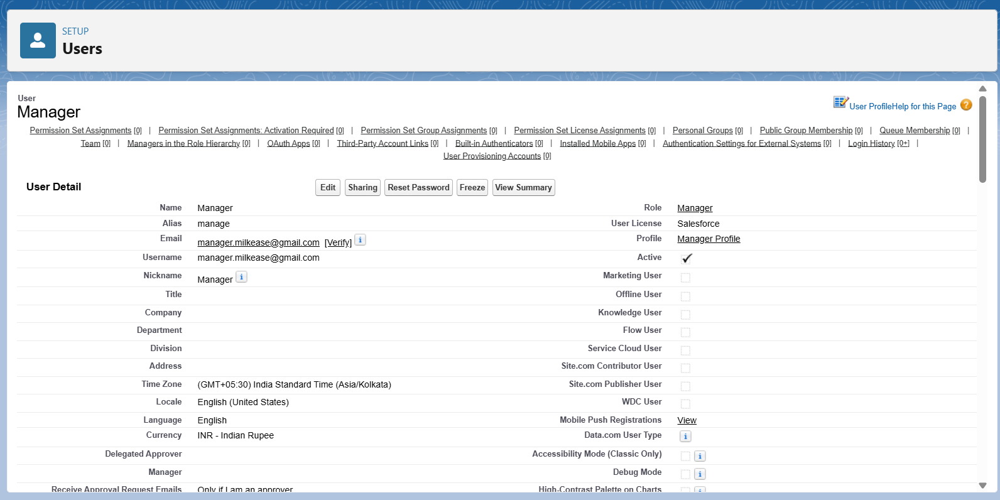 SETUP
Users
User
Manager
User Profile Help for this Page
Permission Set Assignments [0] | Permission Set Assignments: Activation Required [0] | Permission Set Group Assignments [0] | Permission Set License Assignments [0] | Personal Groups [0] | Public Group Membership [0] | Queue Membership [0] |
Team [0] | Managers in the Role Hierarchy [0] | OAuth Apps [0] | Third-Party Account Links [0] | Built-in Authenticators [0] | Installed Mobile Apps [0] | Authentication Settings for External Systems [0] | Login History [0+] |
User Provisioning Accounts [0]
User Detail Edit Sharing Reset Password Freeze View Summary
Name Manager Role Manager
Alias manage User License Salesforce
Email manager.milkease@gmail.com [Verify] i Profile Manager Profile
Username manager.milkease@gmail.com Active
Nickname Manager i Marketing User
Title Offline User
Company Knowledge User
Department Flow User
Division Service Cloud User
Address Site.com Contributor User
Time Zone (GMT+05:30) India Standard Time (Asia/Kolkata) Site.com Publisher User
Locale English (United States) WDC User
Language English Mobile Push Registrations View
Currency INR - Indian Rupee Data.com User Type i
Delegated Approver Accessibility Mode (Classic Only) i
Manager Debug Mode i
Receive Approval Request Emails Only if I am an approver High-Contrast Palette on Charts i